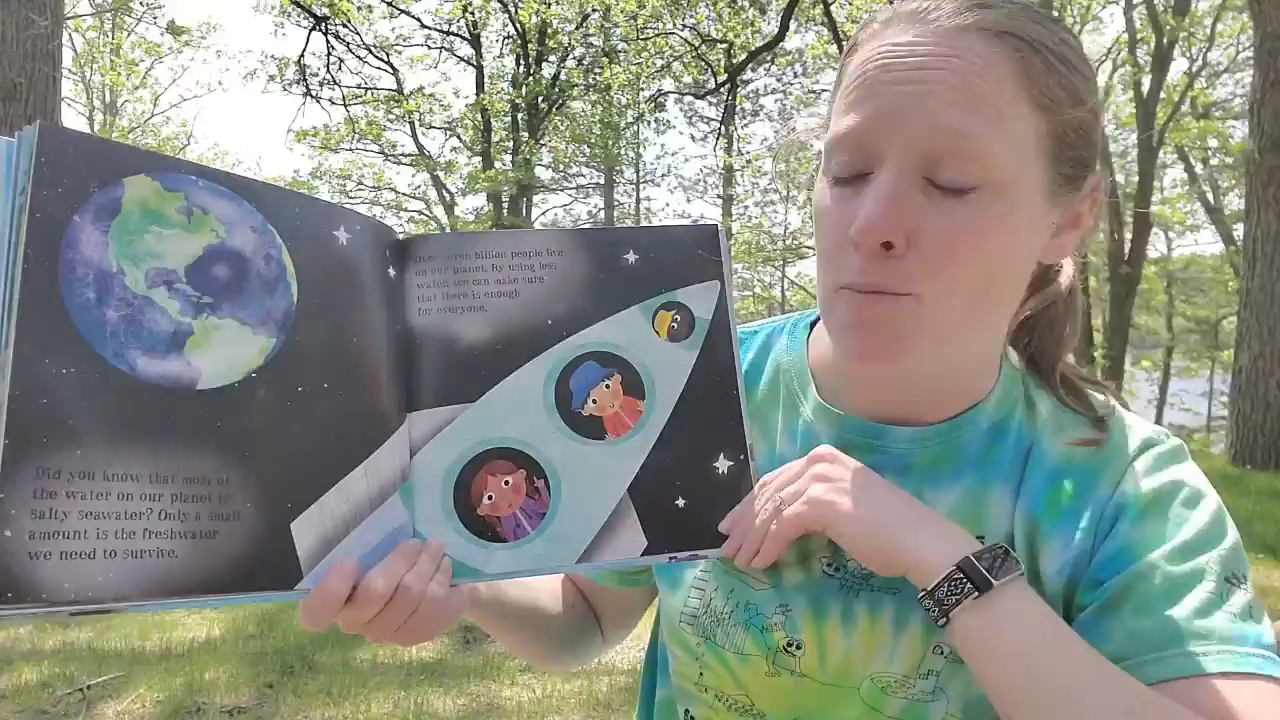 Did you know that most of
the water on our planet is
salty seawater? Only a small
amount is the freshwater
we need to survive.
Over seven billion people live
on our planet. By using less
water, we can make sure
that there is enough
for everyone.